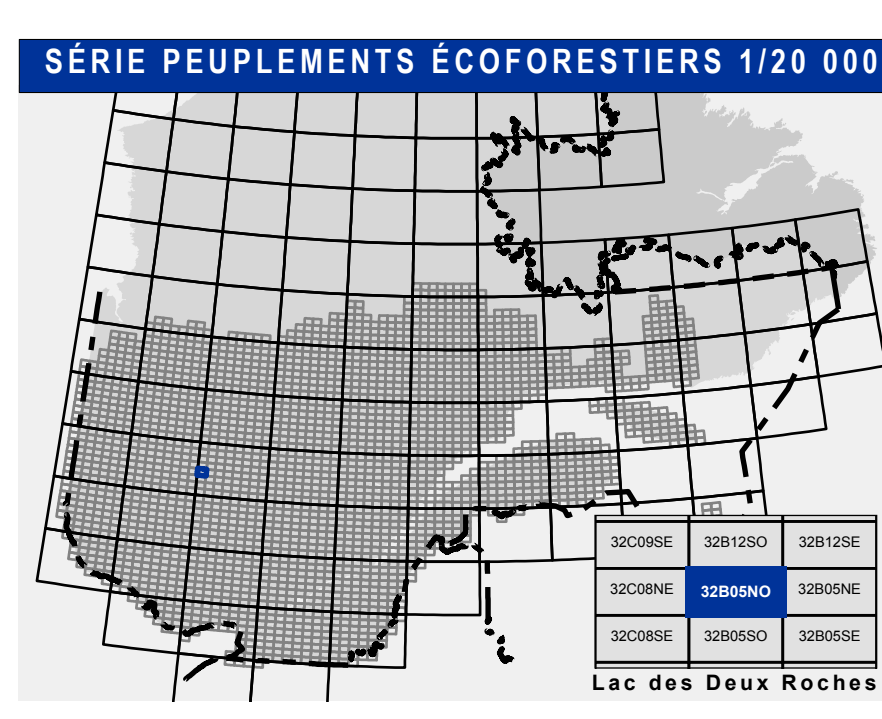 SÉRIE PEUPLEMENTS ÉCOFORESTIERS 1/20 000
32C09SE 32B12SO 32B12SE
32C08NE 32B05NO 32B05NE
32C08SE 32B05SO 32B05SE
Lac des Deux Roches